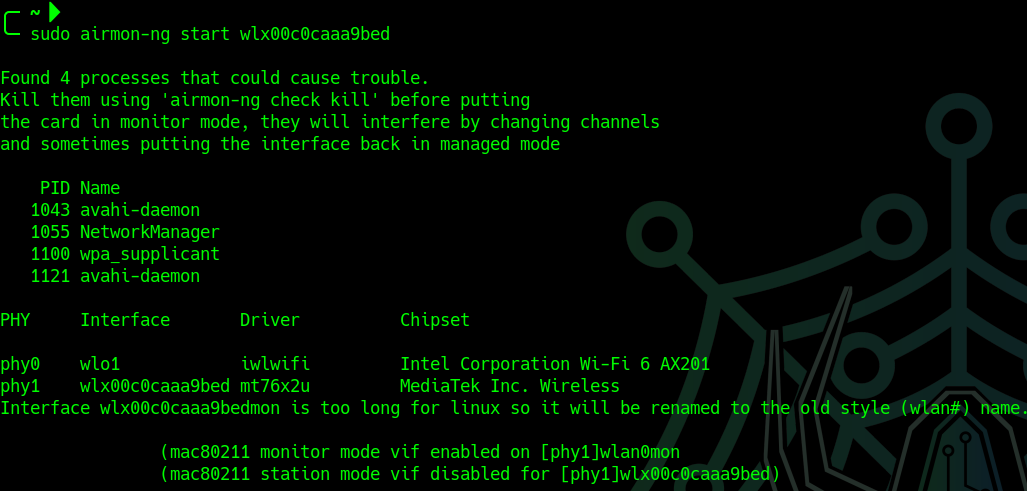 ~
sudo airmon-ng start wlx00c0caaa9bed
Found 4 processes that could cause trouble.
Kill them using 'airmon-ng check kill' before putting
the card in monitor mode, they will interfere by changing channels
and sometimes putting the interface back in managed mode
PID Name
1043 avahi-daemon
1055 NetworkManager
1100 wpa_supplicant
1121 avahi-daemon
PHY Interface Driver Chipset
phy0 wlo1 iwlwifi Intel Corporation Wi-Fi 6 AX201
phy1 wlx00c0caaa9bed mt76x2u MediaTek Inc. Wireless
Interface wlx00c0caaa9bedmon is too long for linux so it will be renamed to the old style (wlan#) name.
(mac80211 monitor mode vif enabled on [phy1]wlan0mon
(mac80211 station mode vif disabled for [phy1]wlx00c0caaa9bed)